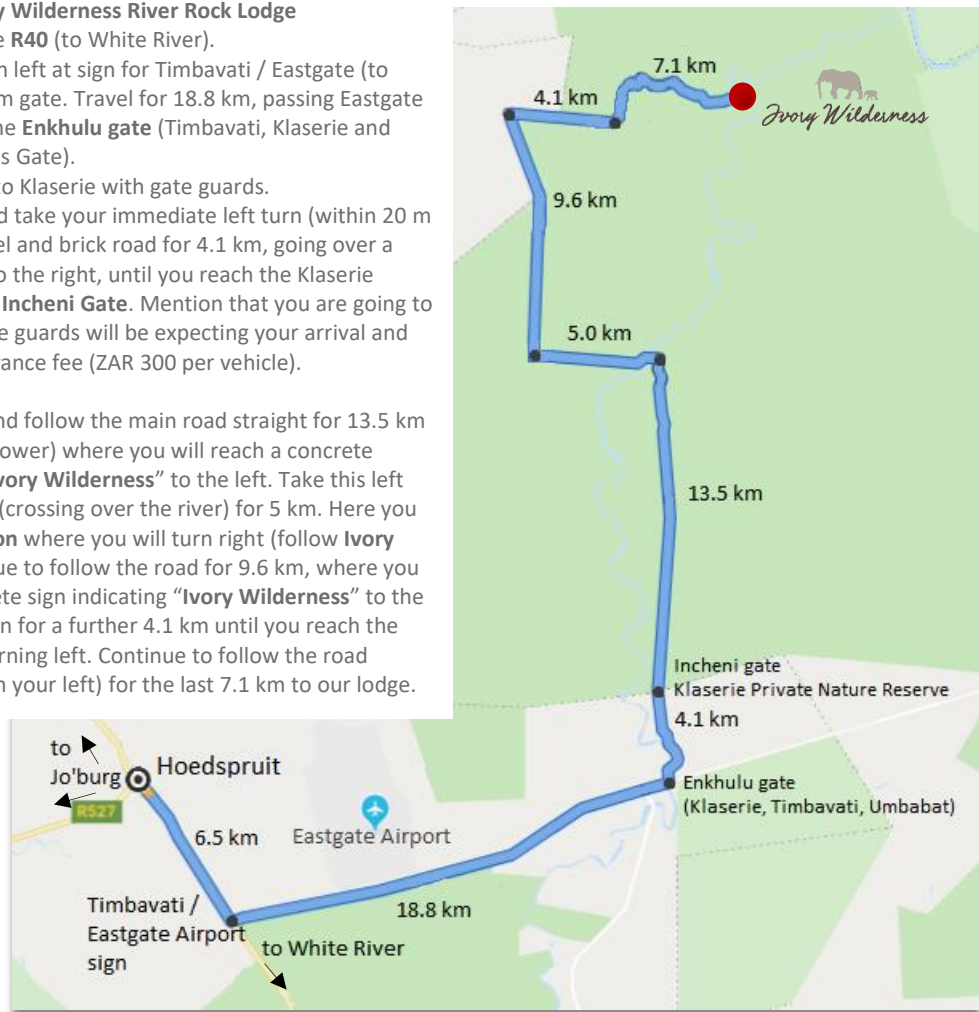 y Wilderness River Rock Lodge
e R40 (to White River).
n left at sign for Timbavati / Eastgate (to
m gate. Travel for 18.8 km, passing Eastgate
he Enkhulu gate (Timbavati, Klaserie and
s Gate).
to Klaserie with gate guards.
d take your immediate left turn (within 20 m
el and brick road for 4.1 km, going over a
o the right, until you reach the Klaserie
Incheni Gate. Mention that you are going to
e guards will be expecting your arrival and
rance fee (ZAR 300 per vehicle).
nd follow the main road straight for 13.5 km
ower) where you will reach a concrete
vory Wilderness” to the left. Take this left
(crossing over the river) for 5 km. Here you
on where you will turn right (follow Ivory
ue to follow the road for 9.6 km, where you
ete sign indicating “Ivory Wilderness” to the
n for a further 4.1 km until you reach the
rning left. Continue to follow the road
n your left) for the last 7.1 km to our lodge.
7.1 km
4.1 km
Ivory Wilderness
9.6 km
5.0 km
13.5 km
Incheni gate
Klaserie Private Nature Reserve
4.1 km
Enkhulu gate
(Klaserie, Timbavati, Umbabat)
to
Jo'burg
Hoedspruit
R527
6.5 km
Eastgate Airport
18.8 km
Timbavati /
Eastgate Airport
sign
to White River